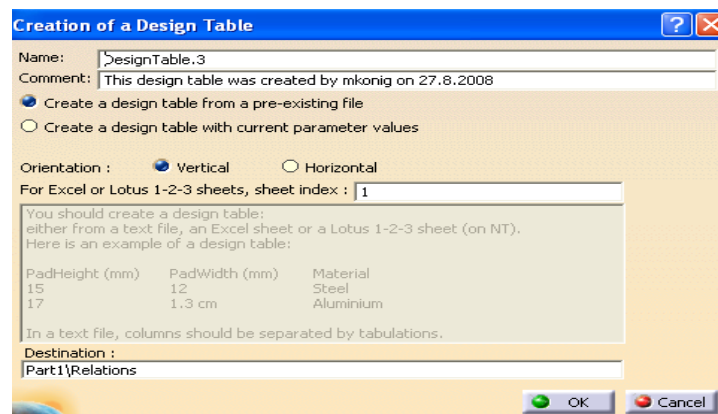 Creation of a Design Table
Name: DesignTable.3
Comment: This design table was created by mkonig on 27.8.2008
Create a design table from a pre-existing file
Create a design table with current parameter values
Orientation : Vertical Horizontal
For Excel or Lotus 1-2-3 sheets, sheet index : 1
You should create a design table:
either from a text file, an Excel sheet or a Lotus 1-2-3 sheet (on NT).
Here is an example of a design table:
PadHeight (mm) PadWidth (mm) Material
15 12 Steel
17 1.3 cm Aluminium
In a text file, columns should be separated by tabulations.
Destination :
Part1\Relations
OK Cancel